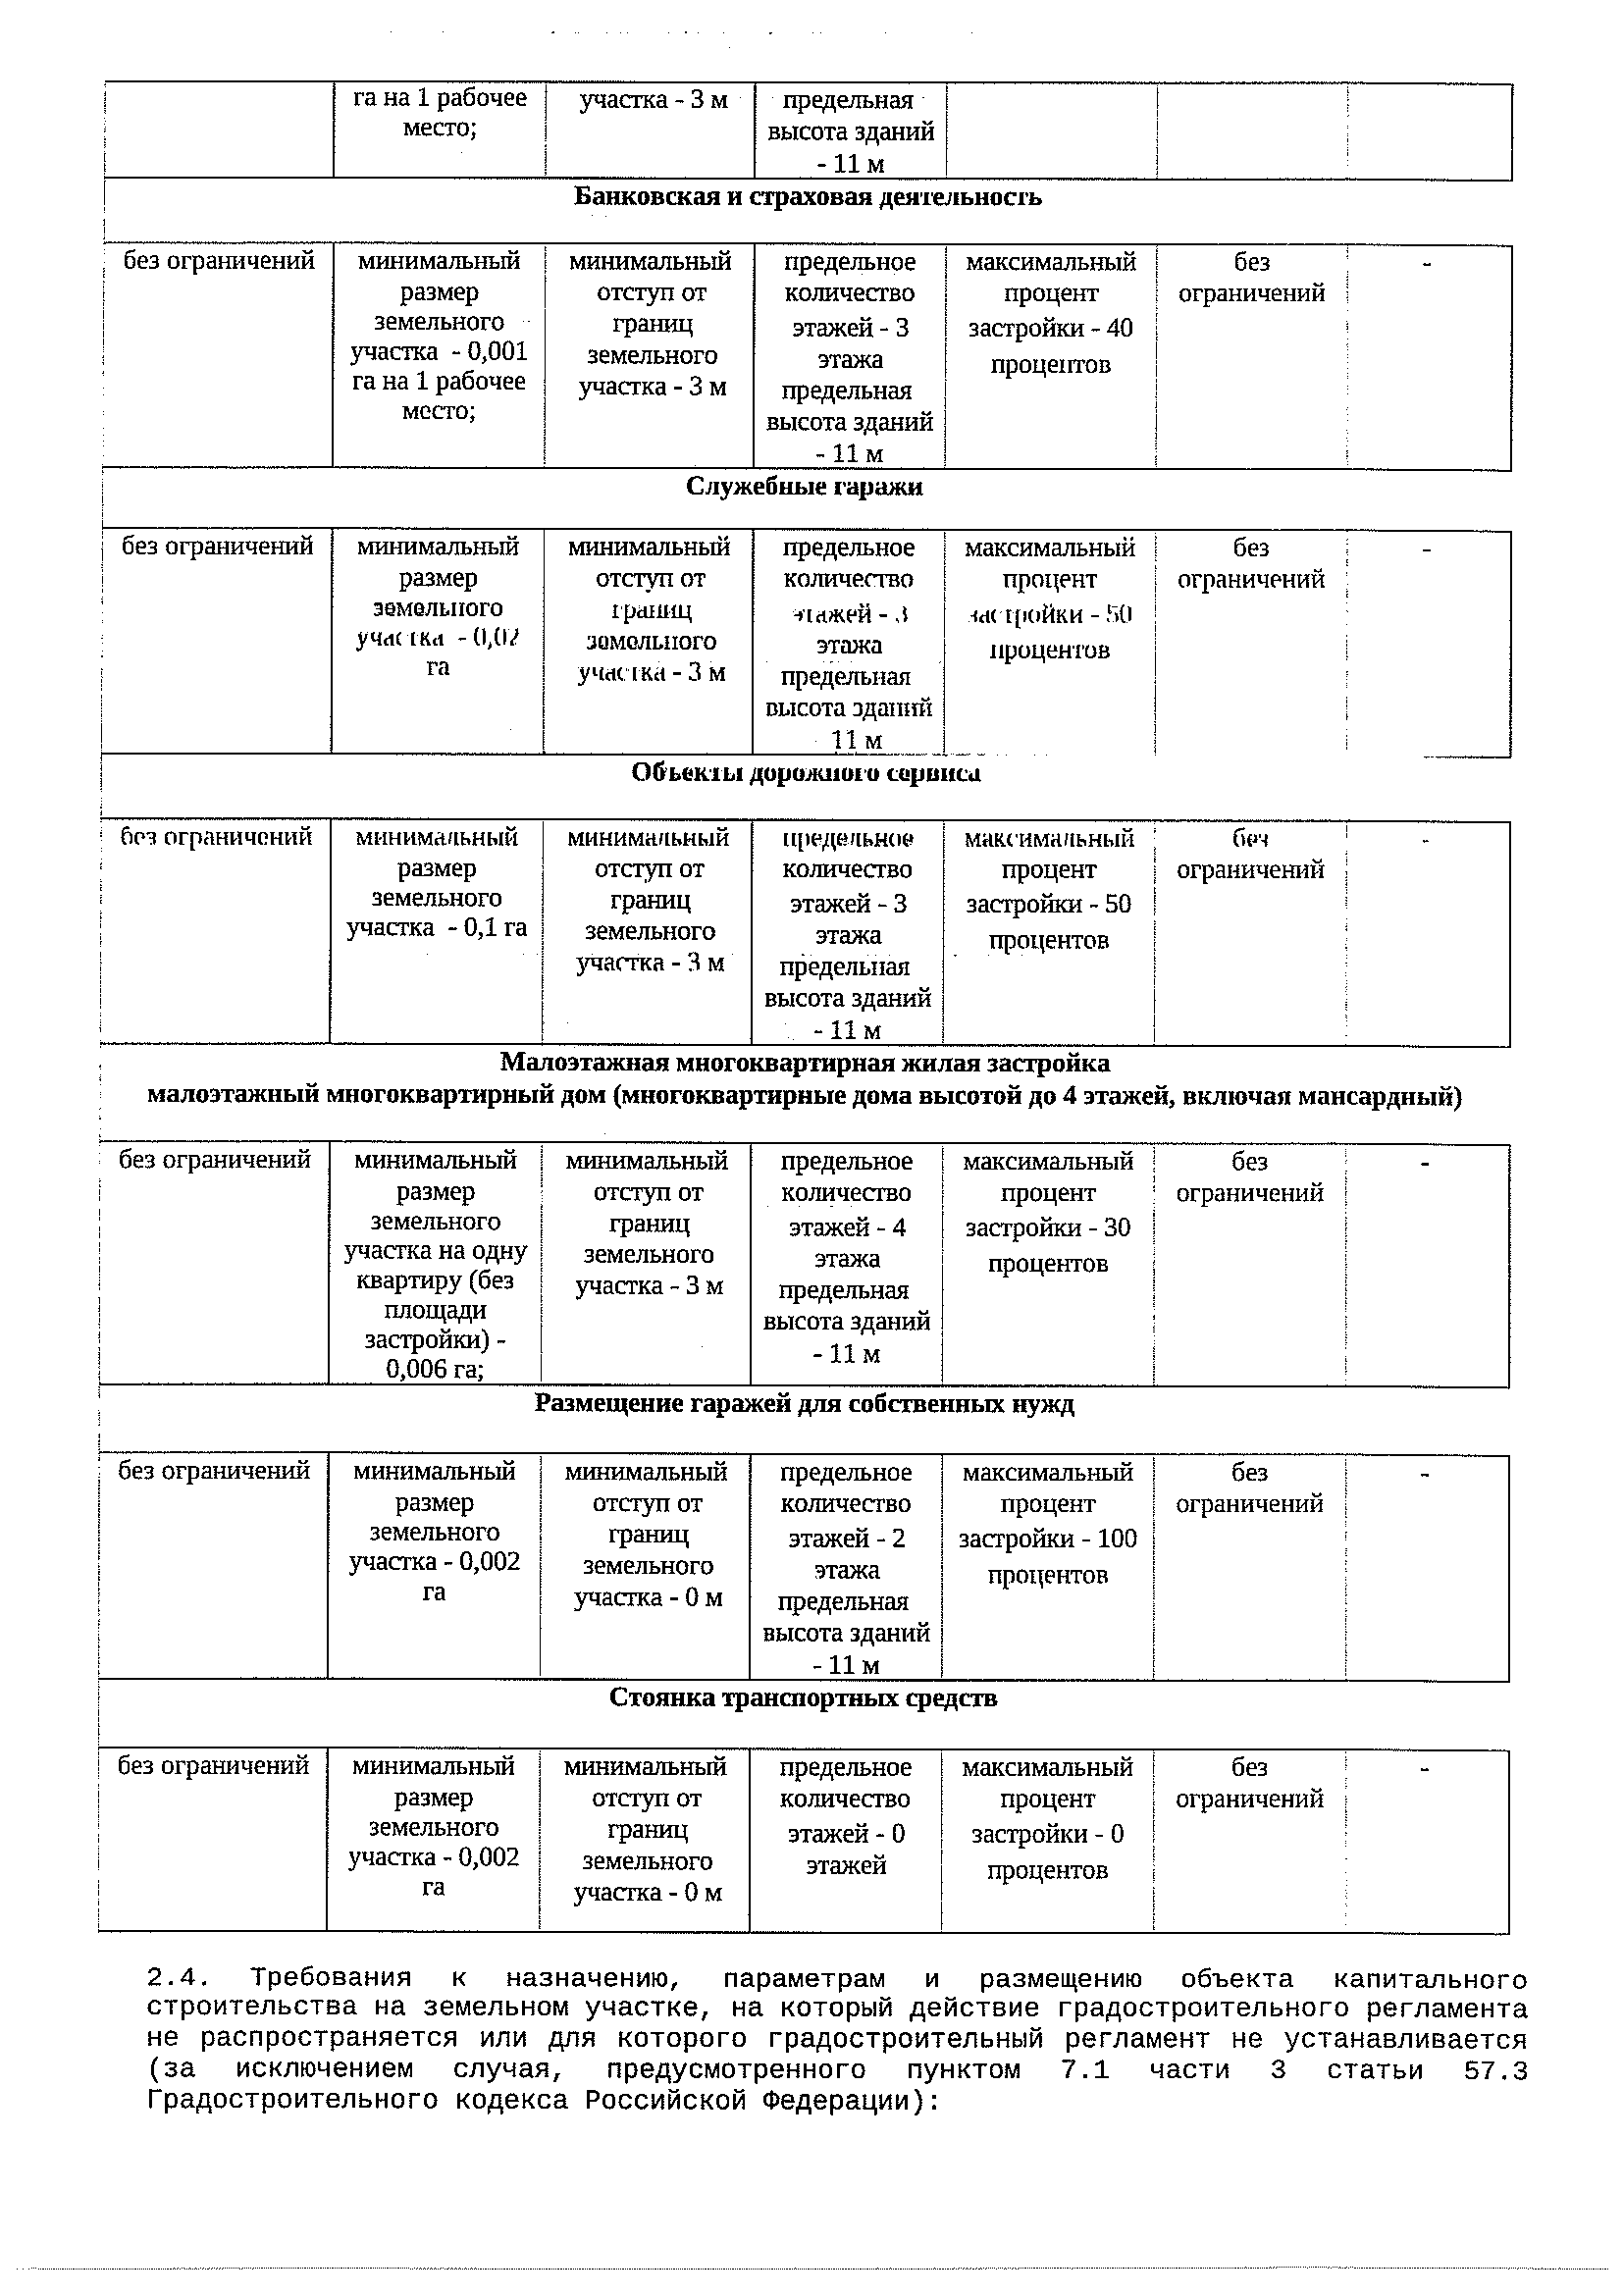 га на 1 рабочее
место;
участка - 3 м
предельная
высота зданий
- 11 м
Банковская и страховая деятельность
без ограничений
минимальный
размер
земельного
участка - 0,001
га на 1 рабочее
место;
минимальный
отступ от
границ
земельного
участка - 3 м
предельное
количество
этажей - 3
этажа
предельная
высота зданий
- 11 м
максимальный
процент
застройки - 40
процентов
без
ограничений
-
Служебные гаражи
без ограничений
минимальный
размер
земельного
участка - 0,02
га
минимальный
отступ от
границ
земельного
участка - 3 м
предельное
количество
этажей - 3
этажа
предельная
высота зданий
11 м
максимальный
процент
застройки - 50
процентов
без
ограничений
-
Объекты дорожного сервиса
без ограничений
минимальный
размер
земельного
участка - 0,1 га
минимальный
отступ от
границ
земельного
участка - 3 м
предельное
количество
этажей - 3
этажа
предельная
высота зданий
- 11 м
максимальный
процент
застройки - 50
процентов
без
ограничений
-
Малоэтажная многоквартирная жилая застройка
малоэтажный многоквартирный дом (многоквартирные дома высотой до 4 этажей, включая мансардный)
без ограничений
минимальный
размер
земельного
участка на одну
квартиру (без
площади
застройки) -
0,006 га;
минимальный
отступ от
границ
земельного
участка - 3 м
предельное
количество
этажей - 4
этажа
предельная
высота зданий
- 11 м
максимальный
процент
застройки - 30
процентов
без
ограничений
-
Размещение гаражей для собственных нужд
без ограничений
минимальный
размер
земельного
участка - 0,002
га
минимальный
отступ от
границ
земельного
участка - 0 м
предельное
количество
этажей - 2
этажа
предельная
высота зданий
- 11 м
максимальный
процент
застройки - 100
процентов
без
ограничений
-
Стоянка транспортных средств
без ограничений
минимальный
размер
земельного
участка - 0,002
га
минимальный
отступ от
границ
земельного
участка - 0 м
предельное
количество
этажей - 0
этажей
максимальный
процент
застройки - 0
процентов
без
ограничений
-
2.4. Требования к назначению, параметрам и размещению объекта капитального
строительства на земельном участке, на который действие градостроительного регламента
не распространяется или для которого градостроительный регламент не устанавливается
(за исключением случая, предусмотренного пунктом 7.1 части 3 статьи 57.3
Градостроительного кодекса Российской Федерации):